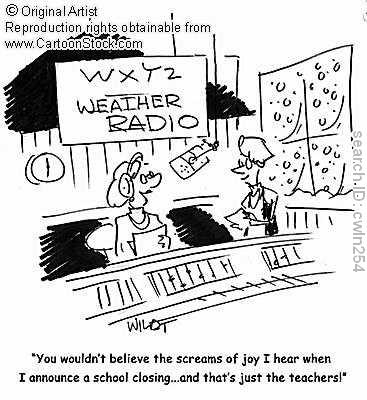 © Original Artist
Reproduction rights obtainable from
www.CartoonStock.com
WXYZ
WEATHER
RADIO
search.ID: cwln254
WILOT
"You wouldn't believe the screams of joy I hear when
I announce a school closing...and that's just the teachers!"